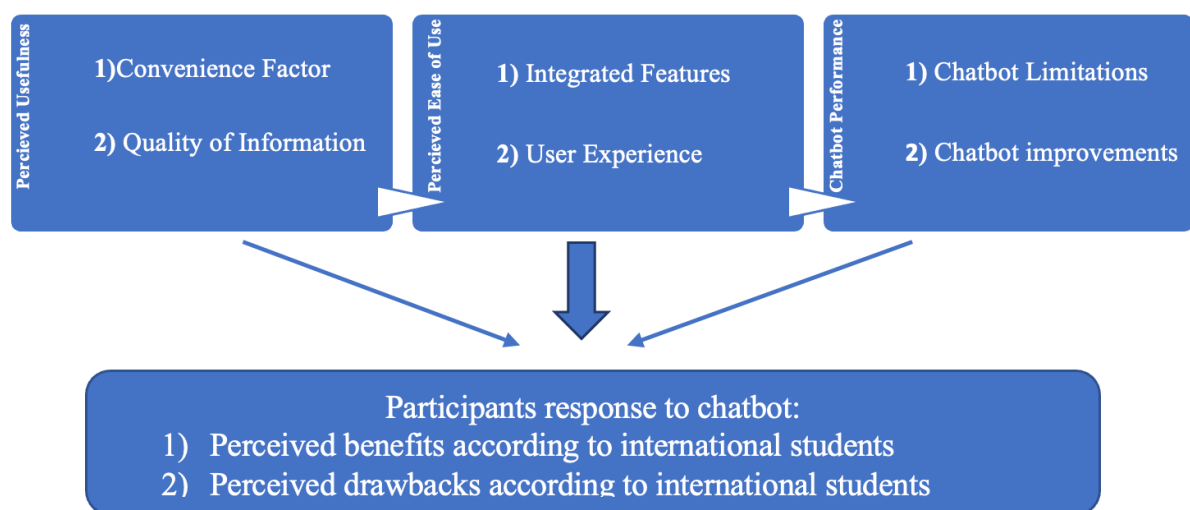 Percieved Usefulness
1)Convenience Factor
2) Quality of Information
Percieved Ease of Use
1) Integrated Features
2) User Experience
Chatbot Performance
1) Chatbot Limitations
2) Chatbot improvements
Participants response to chatbot:
1) Perceived benefits according to international students
2) Perceived drawbacks according to international students